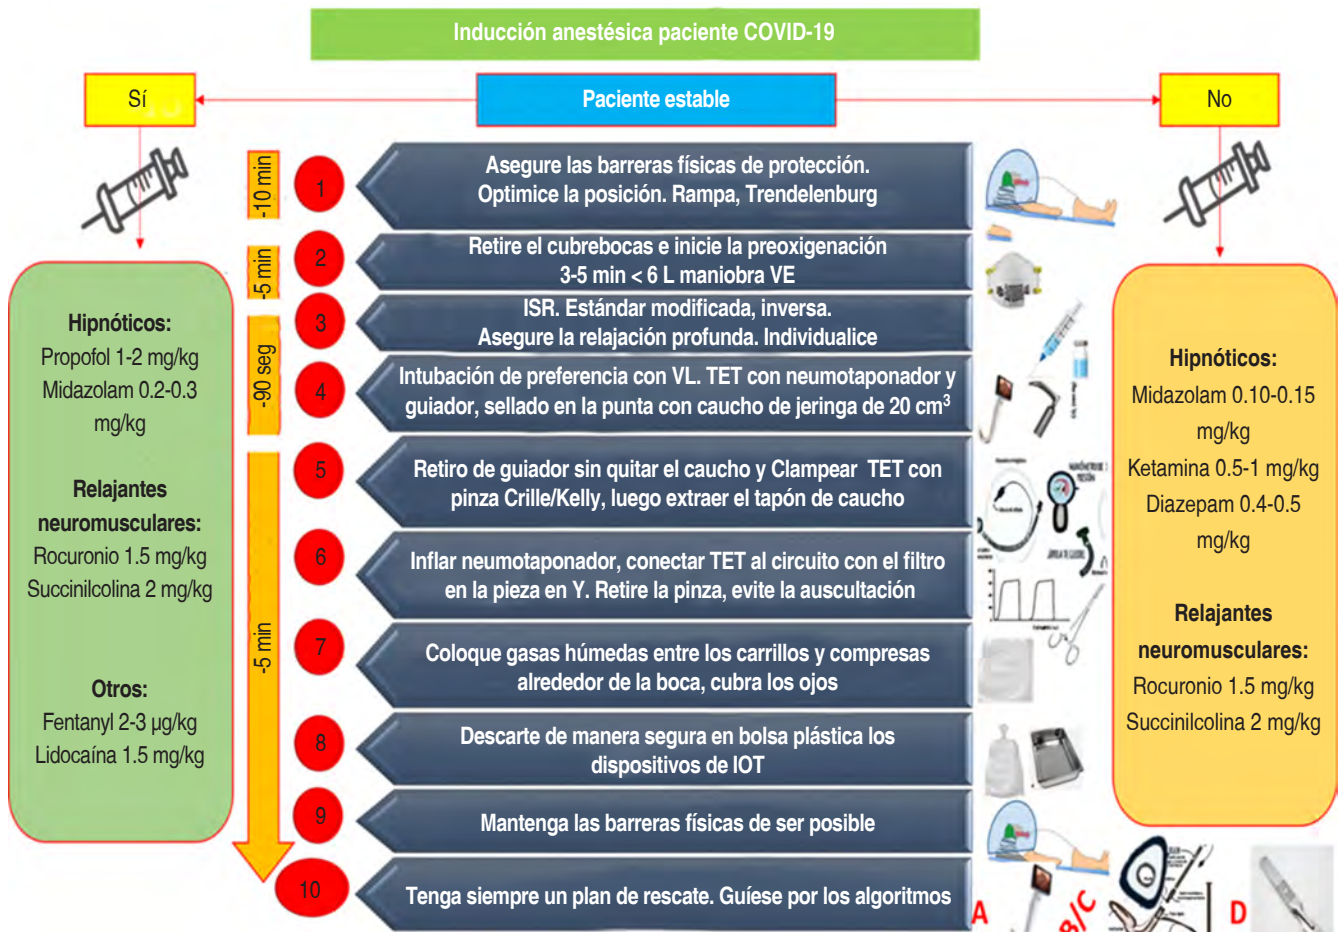 Inducción anestésica paciente COVID-19
Sí
Paciente estable
No
-10 min
1
Asegure las barreras físicas de protección.
Optimice la posición. Rampa, Trendelenburg
-5 min
2
Retire el cubrebocas e inicie la preoxigenación
3-5 min < 6 L maniobra VE
-90 seg
3
ISR. Estándar modificada, inversa.
Asegure la relajación profunda. Individualice
4
Intubación de preferencia con VL. TET con neumotaponador y
guiador, sellado en la punta con caucho de jeringa de 20 cm³
-5 min
5
Retiro de guiador sin quitar el caucho y Clampear TET con
pinza Crille/Kelly, luego extraer el tapón de caucho
6
Inflar neumotaponador, conectar TET al circuito con el filtro
en la pieza en Y. Retire la pinza, evite la auscultación
7
Coloque gasas húmedas entre los carrillos y compresas
alrededor de la boca, cubra los ojos
8
Descarte de manera segura en bolsa plástica los
dispositivos de IOT
9
Mantenga las barreras físicas de ser posible
10
Tenga siempre un plan de rescate. Guíese por los algoritmos
A
B/C
D
Hipnóticos:
Propofol 1-2 mg/kg
Midazolam 0.2-0.3
mg/kg
Relajantes
neuromusculares:
Rocuronio 1.5 mg/kg
Succinilcolina 2 mg/kg
Otros:
Fentanyl 2-3 µg/kg
Lidocaína 1.5 mg/kg
Hipnóticos:
Midazolam 0.10-0.15
mg/kg
Ketamina 0.5-1 mg/kg
Diazepam 0.4-0.5
mg/kg
Relajantes
neuromusculares:
Rocuronio 1.5 mg/kg
Succinilcolina 2 mg/kg